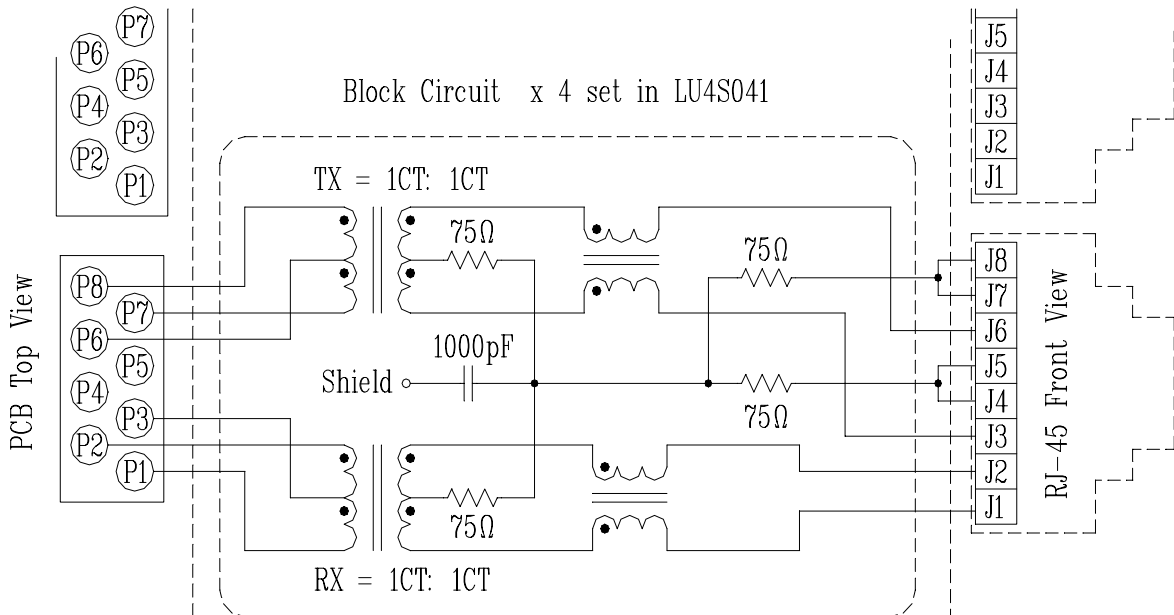 P7
P6
P5
P4
P3
P2
P1
J5
J4
J3
J2
J1
Block Circuit x 4 set in LU4S041
TX = 1CT: 1CT
75Ω
75Ω
PCB Top View
P8
P7
P6
P5
P4
P3
P2
P1
1000pF
Shield
75Ω
75Ω
RX = 1CT: 1CT
J8
J7
J6
J5
J4
J3
J2
J1
RJ-45 Front View